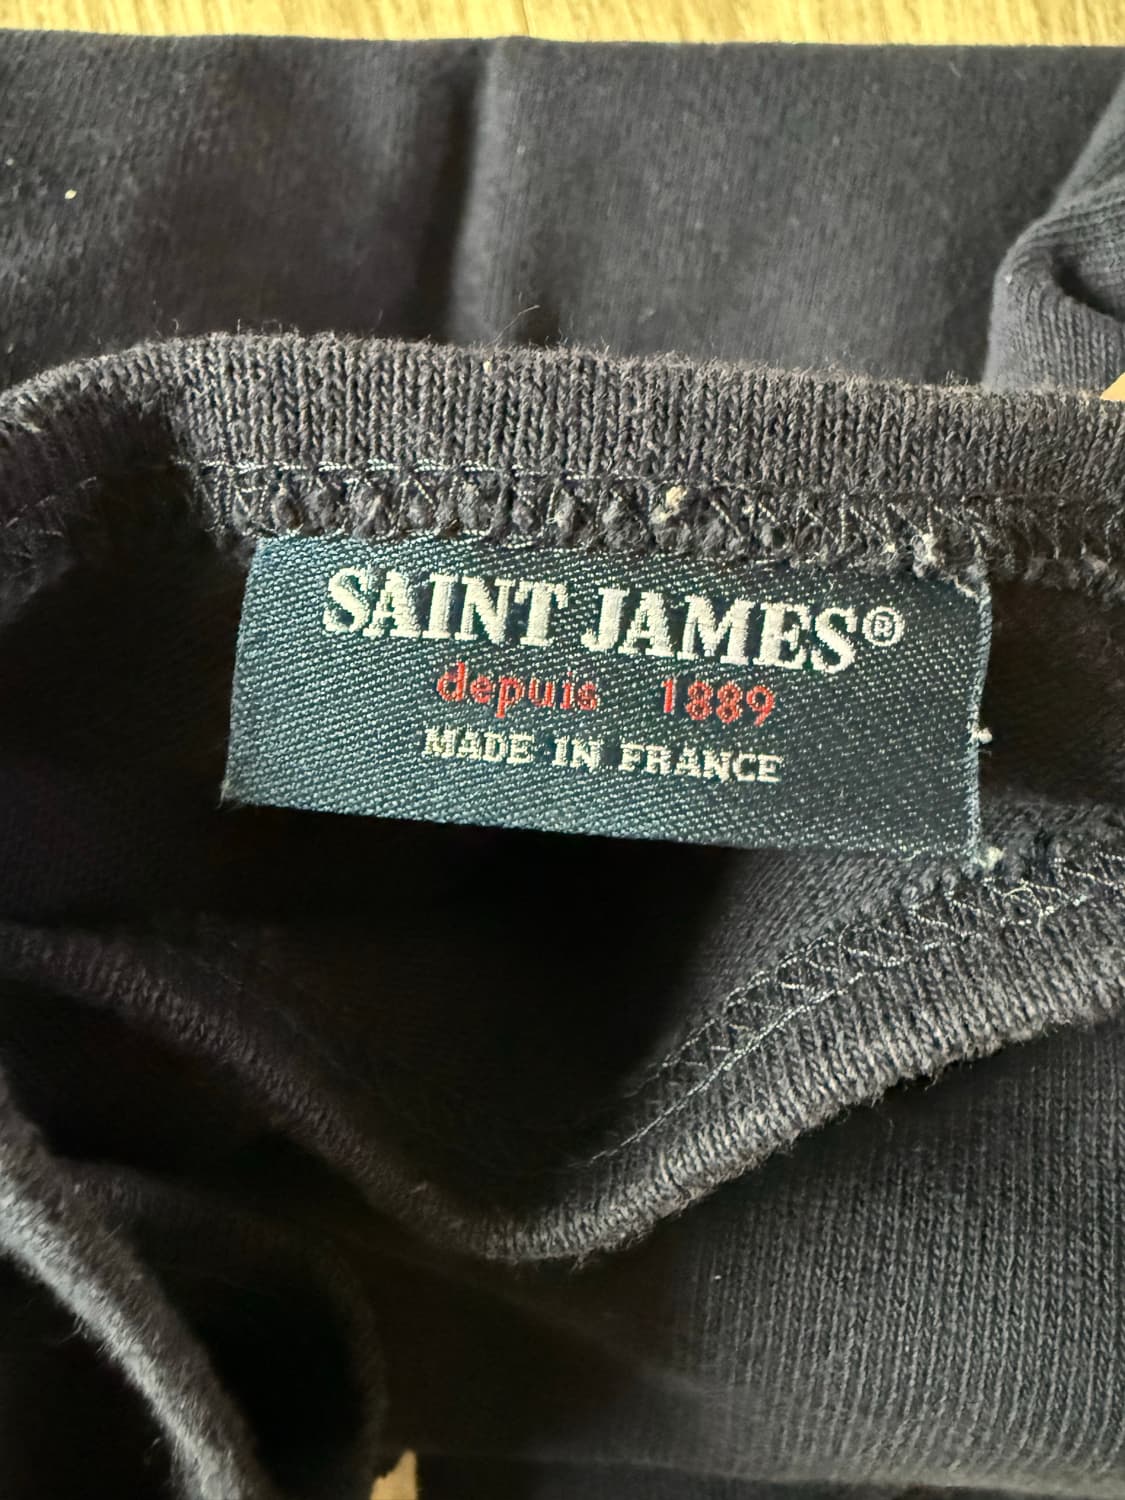 SAINT JAMES®
depuis 1889
MADE IN FRANCE